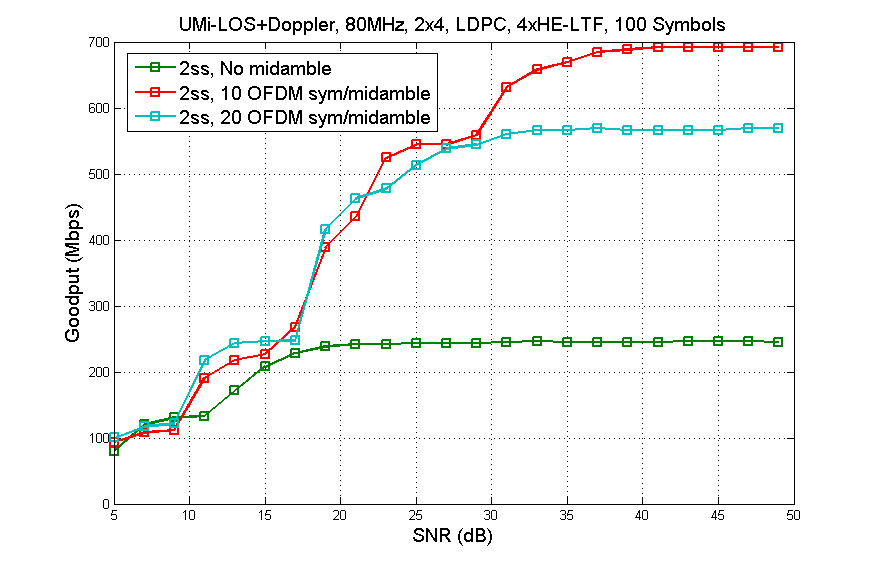 UMi-LOS+Doppler, 80MHz, 2x4, LDPC, 4xHE-LTF, 100 Symbols
700
600
500
400
300
200
100
0
2ss, No midamble
2ss, 10 OFDM sym/midamble
2ss, 20 OFDM sym/midamble
Goodput (Mbps)
5 10 15 20 25 30 35 40 45 50
SNR (dB)